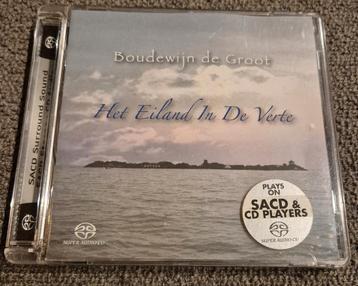 Boudewijn de Groot
Het Eiland In De Verte
SACD Surround Sound
PLAYS
ON
SACD &
CD PLAYERS
SUPER AUDIO CD
SUPER AUDIO CD